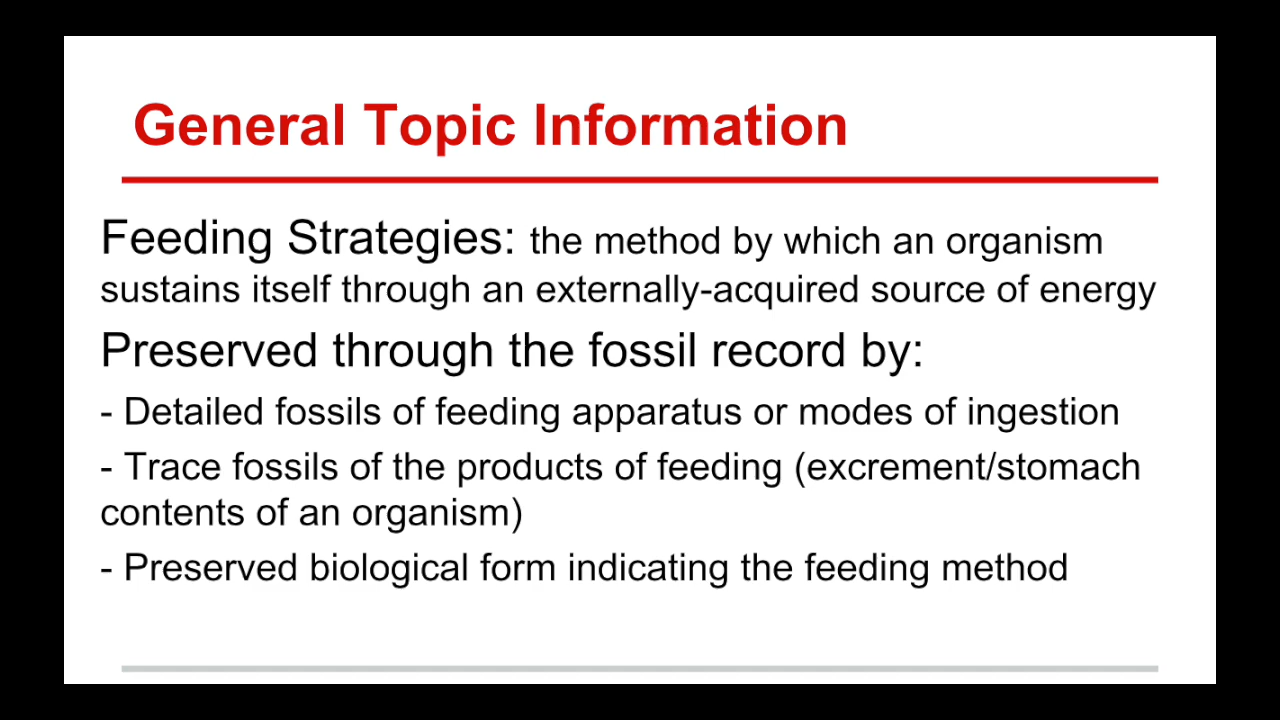 General Topic Information
Feeding Strategies: the method by which an organism
sustains itself through an externally-acquired source of energy
Preserved through the fossil record by:
- Detailed fossils of feeding apparatus or modes of ingestion
- Trace fossils of the products of feeding (excrement/stomach
contents of an organism)
- Preserved biological form indicating the feeding method